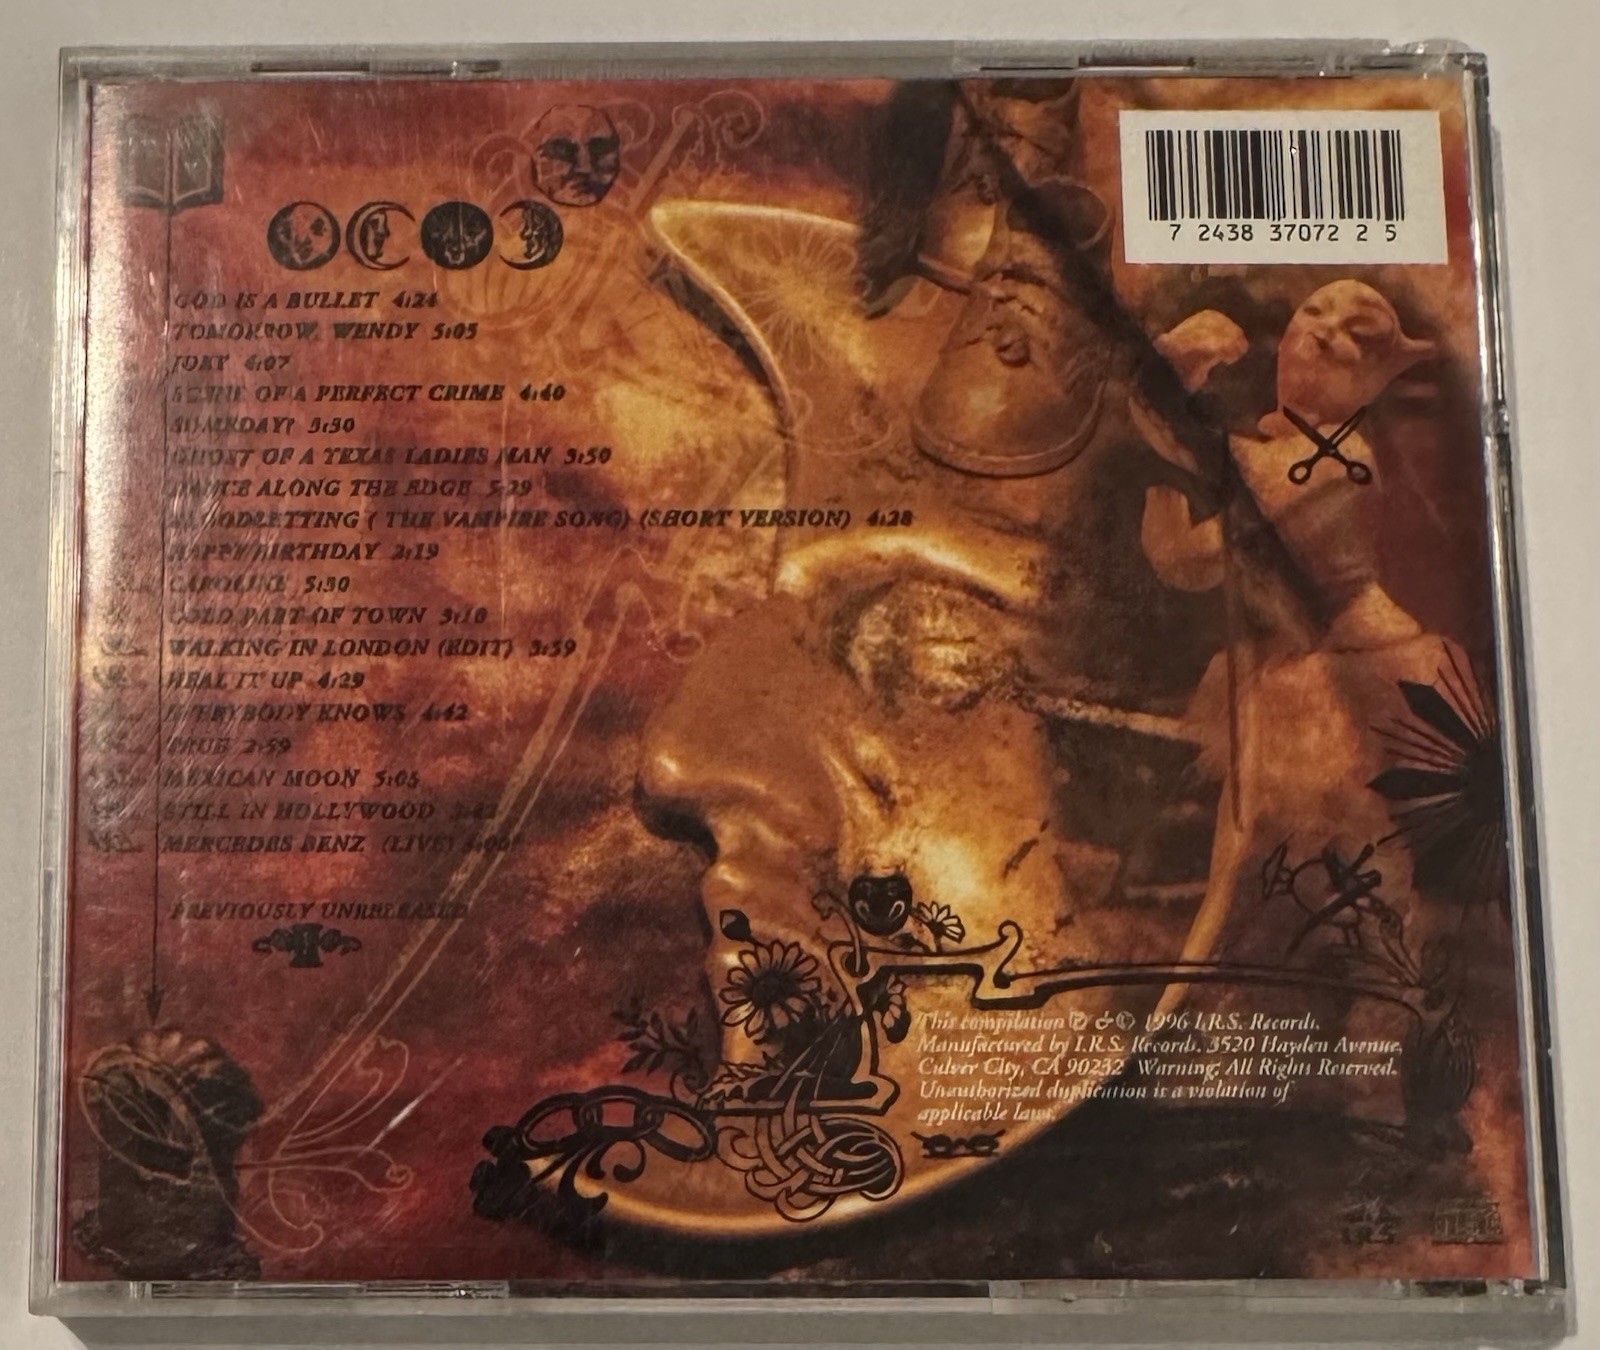 7 2438 37072 2 5
GOD IS A BULLET 4:24
TOMORROW, WENDY 5:05
JOEY 4:07
SCENE OF A PERFECT CRIME 4:40
SOMEDAY? 3:30
GHOST OF A TEXAS LADIES MAN 3:50
DANCE ALONG THE EDGE 5:29
BLOODLETTING ( THE VAMPIRE SONG) (SHORT VERSION) 4:28
HAPPY BIRTHDAY 2:19
CAROLINE 5:30
COLD PART OF TOWN 3:10
WALKING IN LONDON (EDIT) 3:59
HEAL IT UP 4:29
EVERYBODY KNOWS 4:42
TRUE 2:59
MEXICAN MOON 5:05
STILL IN HOLLYWOOD
MERCEDES BENZ (LIVE)
PREVIOUSLY UNRELEASED
This compilation ℗ & © 1996 I.R.S. Records.
Manufactured by I.R.S. Records. 3520 Hayden Avenue,
Culver City, CA 90232 Warning: All Rights Reserved.
Unauthorized duplication is a violation of
applicable laws.